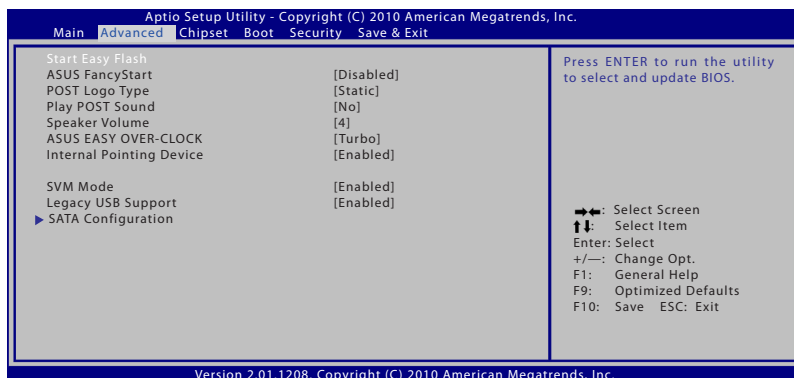 Aptio Setup Utility - Copyright (C) 2010 American Megatrends, Inc.
Main Advanced Chipset Boot Security Save & Exit
Start Easy Flash
ASUS FancyStart [Disabled]
POST Logo Type [Static]
Play POST Sound [No]
Speaker Volume [4]
ASUS EASY OVER-CLOCK [Turbo]
Internal Pointing Device [Enabled]
SVM Mode [Enabled]
Legacy USB Support [Enabled]
SATA Configuration
Press ENTER to run the utility
to select and update BIOS.
→←: Select Screen
↑↓: Select Item
Enter: Select
+/—: Change Opt.
F1: General Help
F9: Optimized Defaults
F10: Save ESC: Exit
Version 2.01.1208. Copyright (C) 2010 American Megatrends, Inc.